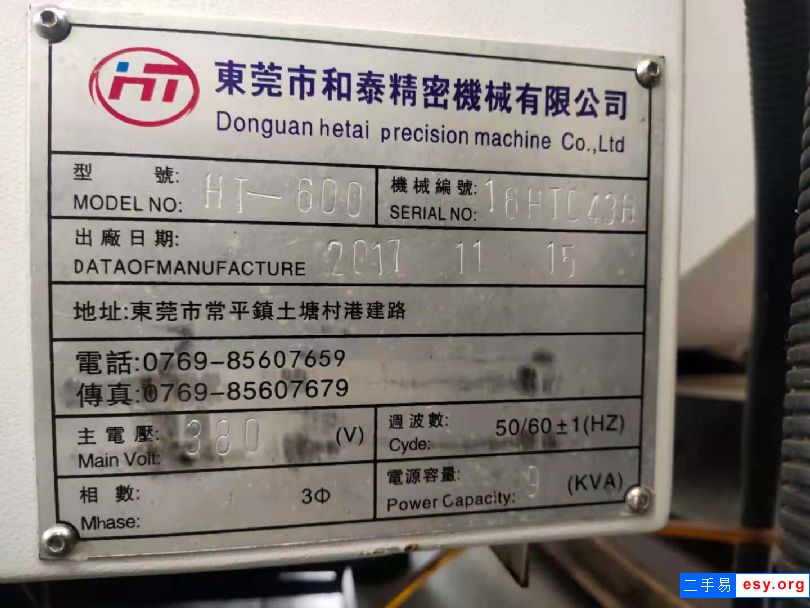 HT 東莞市和泰精密機械有限公司
Donguan hetai precision machine Co.,Ltd
型 號:
MODEL NO: HT-600
機械編號:
SERIAL NO: 16HTC43H
出廠日期:
DATAOFMANUFACTURE 2017 11 15
地址:東莞市常平鎮土塘村港建路
電話:0769-85607659
傳真:0769-85607679
主電壓: 380 (V)
Main Volt:
週波數: 50/60±1(HZ)
Cyde:
相 數: 3Φ
Mhase:
電源容量: 9 (KVA)
Power Capacity:
二手易 esy.org